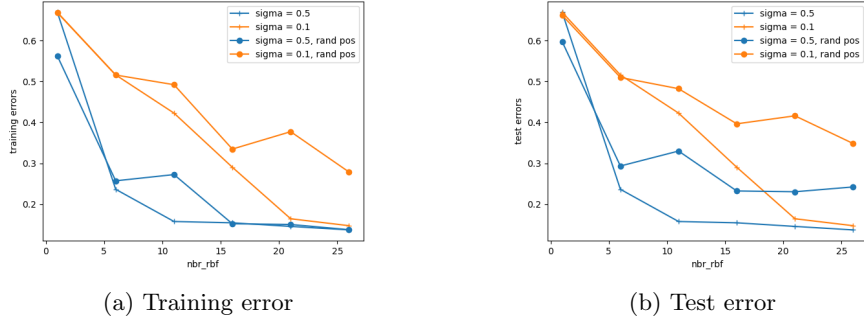 training errors
0.6
0.5
0.4
0.3
0.2
0
5
10
15
20
25
nbr_rbf
sigma = 0.5
sigma = 0.1
sigma = 0.5, rand pos
sigma = 0.1, rand pos
(a) Training error
test errors
0.6
0.5
0.4
0.3
0.2
0
5
10
15
20
25
nbr_rbf
sigma = 0.5
sigma = 0.1
sigma = 0.5, rand pos
sigma = 0.1, rand pos
(b) Test error